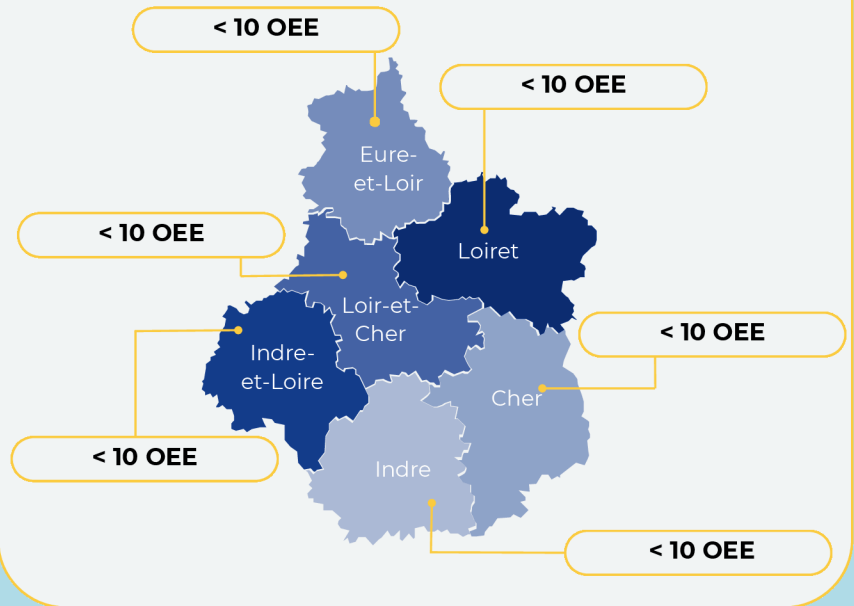 < 10 OEE
< 10 OEE
Eure-
et-Loir
< 10 OEE
Loiret
Loir-et-
Cher
< 10 OEE
Indre-
et-Loire
Cher
< 10 OEE
Indre
< 10 OEE